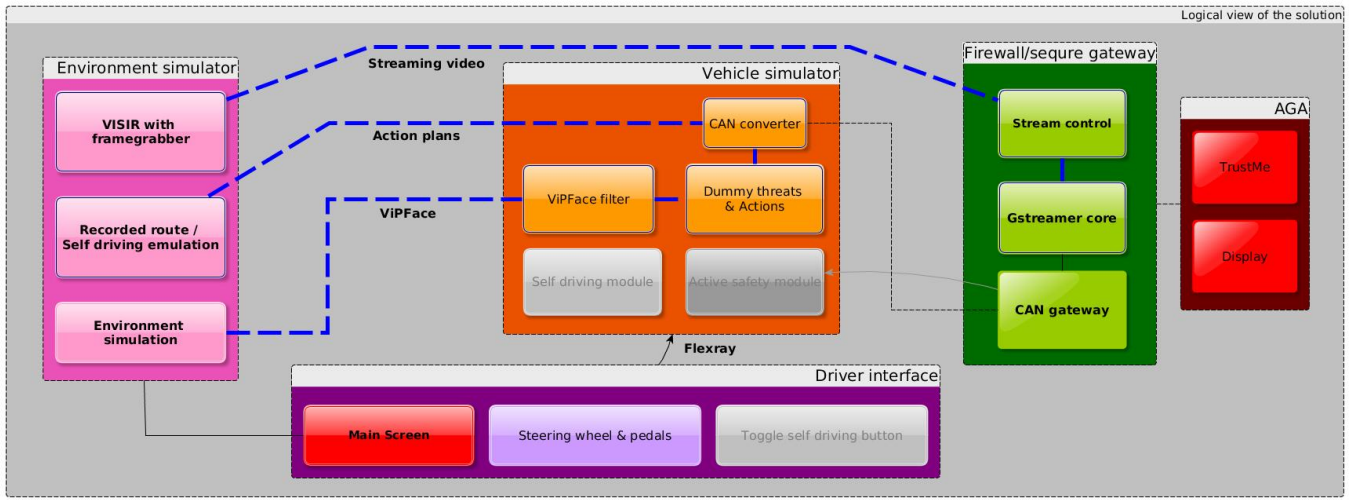 Logical view of the solution
Environment simulator
VISIR with
framegrabber
Recorded route /
Self driving emulation
Environment
simulation
Streaming video
Action plans
ViPFace
Vehicle simulator
CAN converter
ViPFace filter
Dummy threats
& Actions
Self driving module
Active safety module
Flexray
Firewall/sequre gateway
Stream control
Gstreamer core
CAN gateway
AGA
TrustMe
Display
Driver interface
Main Screen
Steering wheel & pedals
Toggle self driving button